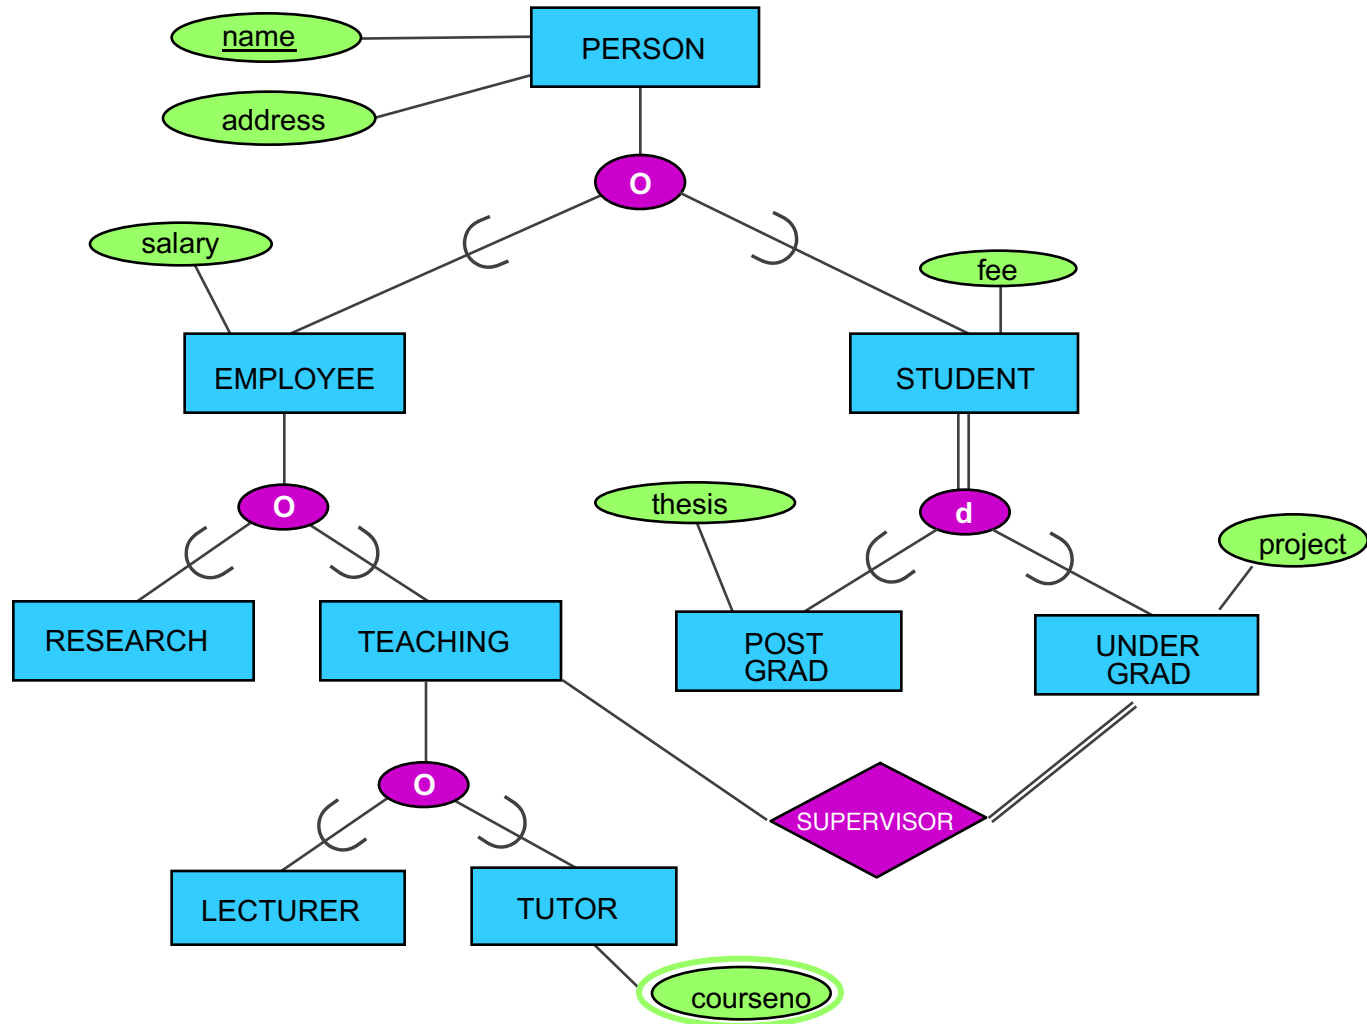 name
PERSON
address
O
salary
fee
EMPLOYEE
STUDENT
O
thesis
d
project
RESEARCH
TEACHING
POST
GRAD
UNDER
GRAD
O
SUPERVISOR
LECTURER
TUTOR
courseno